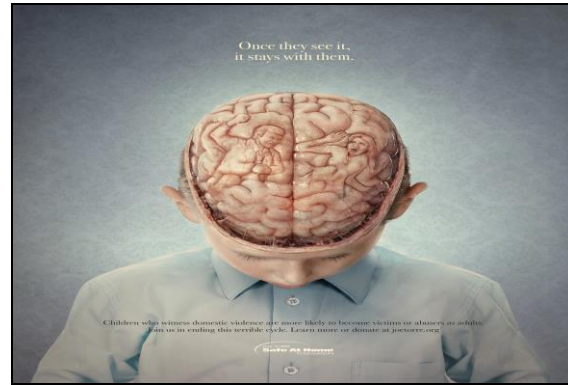 Once they see it,
it stays with them.
Children who witness domestic violence are more likely to become victims or abusers as adults.
Join us in ending this terrible cycle. Learn more or donate at joetorre.org
Safe At Home